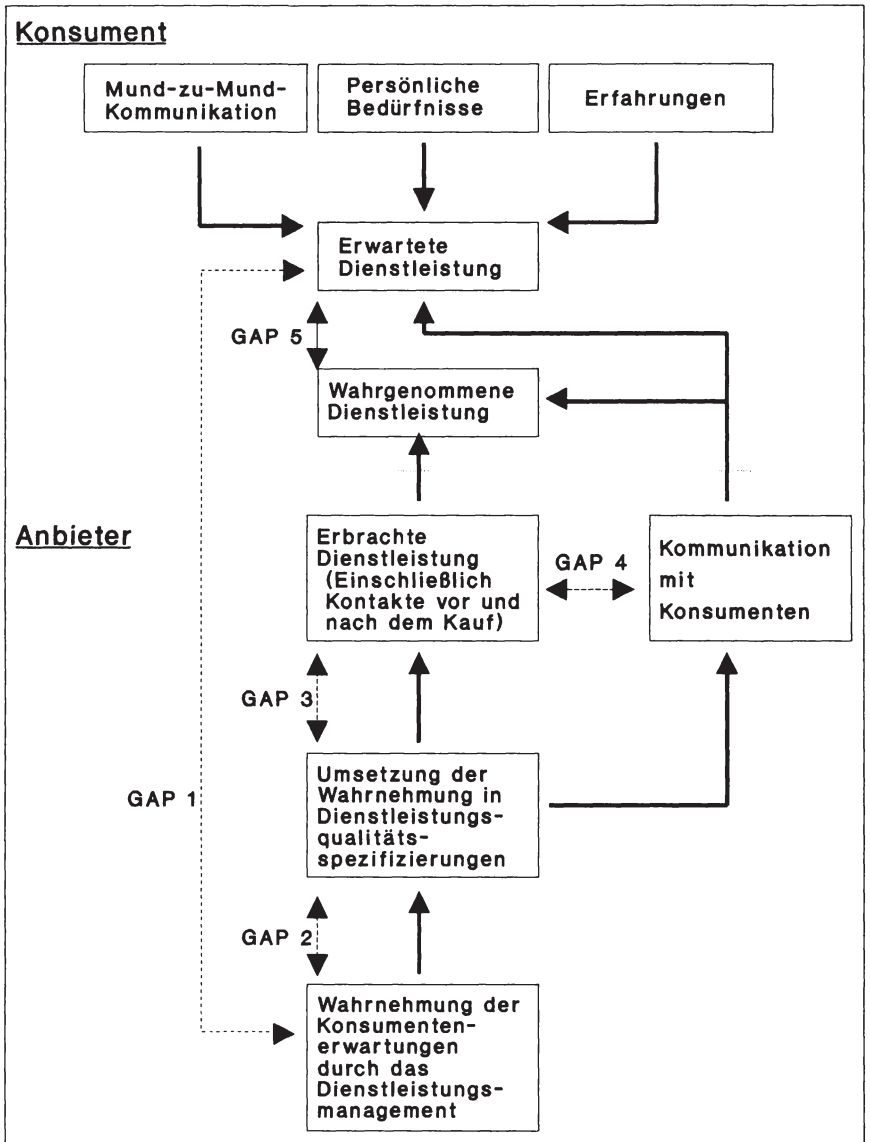 Konsument
Mund-zu-Mund-
Kommunikation
Persönliche
Bedürfnisse
Erfahrungen
Erwartete
Dienstleistung
GAP 5
Wahrgenommene
Dienstleistung
Anbieter
Erbrachte
Dienstleistung
(Einschließlich
Kontakte vor und
nach dem Kauf)
GAP 4
Kommunikation
mit
Konsumenten
GAP 3
GAP 1
Umsetzung der
Wahrnehmung in
Dienstleistungs-
qualitäts-
spezifizierungen
GAP 2
Wahrnehmung der
Konsumenten-
erwartungen
durch das
Dienstleistungs-
management